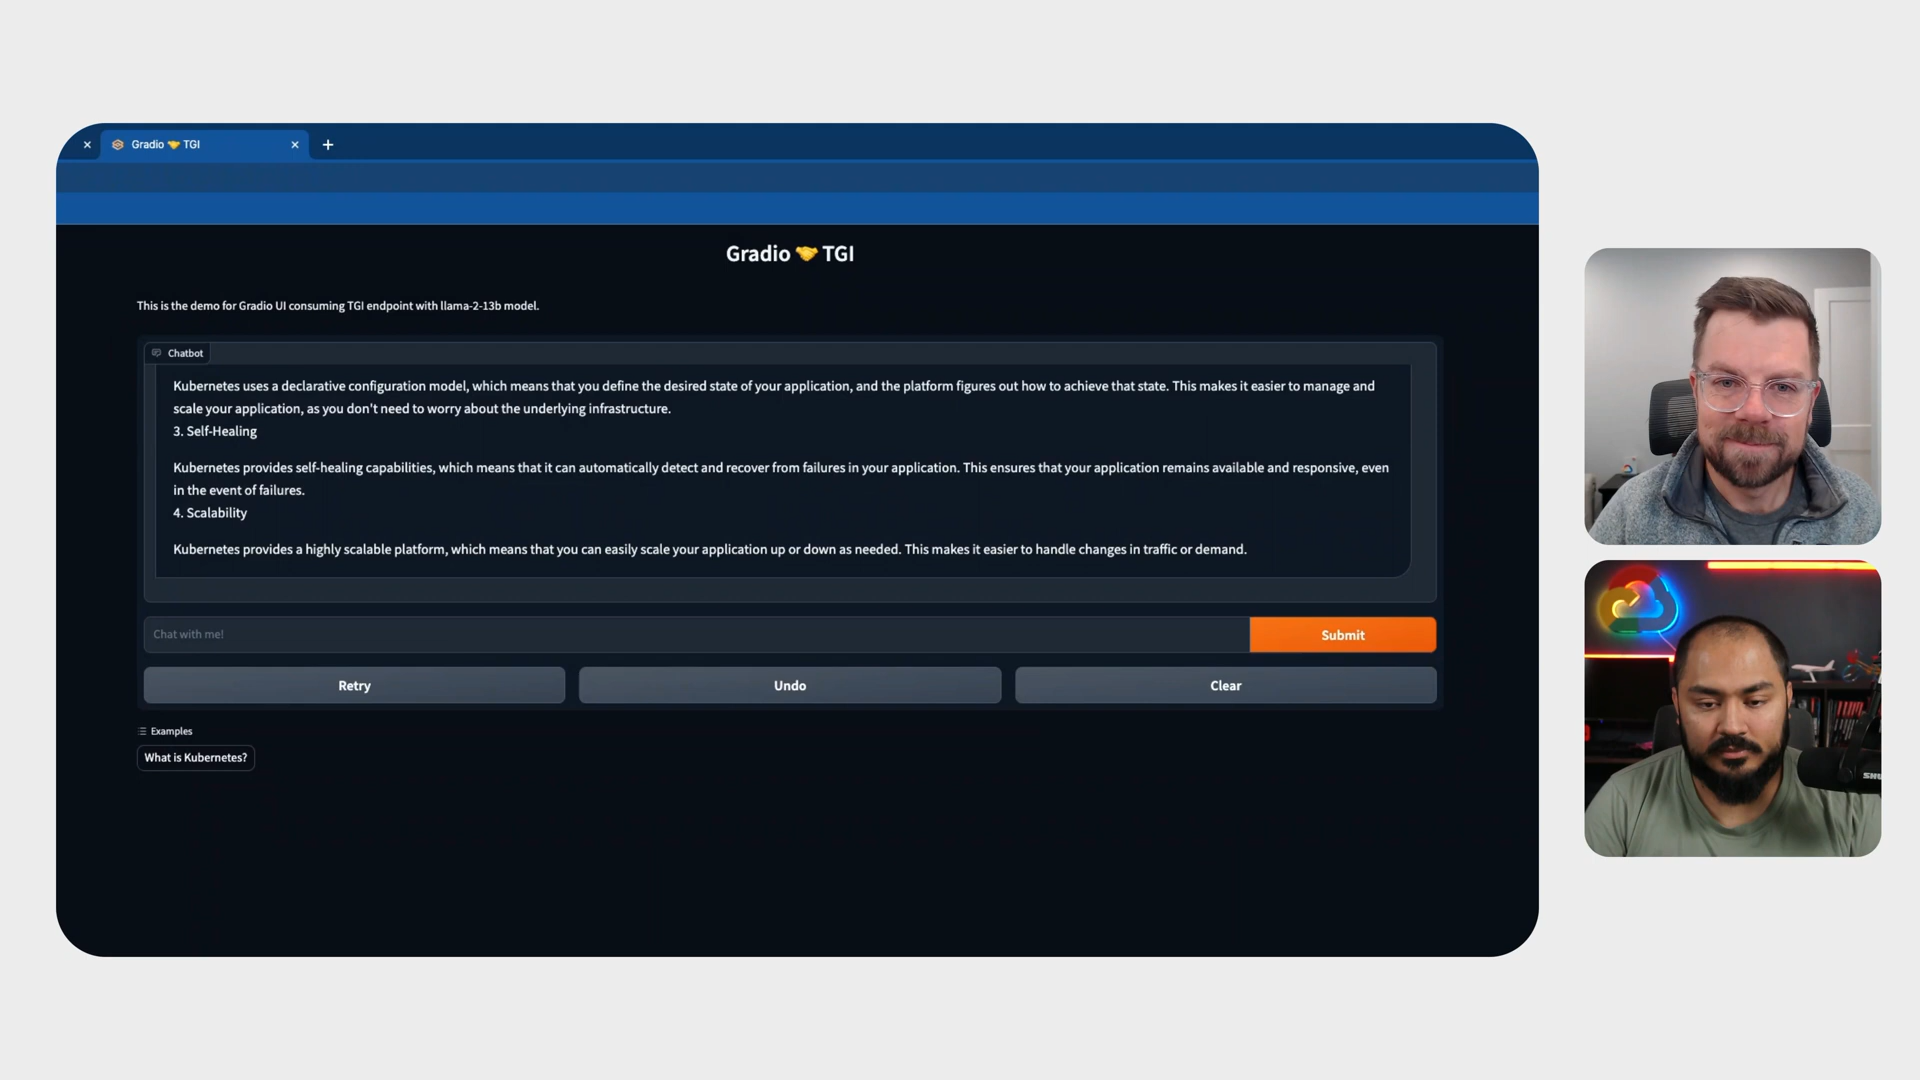 Gradio 🤝 TGI
Gradio 🤝 TGI
This is the demo for Gradio UI consuming TGI endpoint with llama-2-13b model.
Chatbot
Kubernetes uses a declarative configuration model, which means that you define the desired state of your application, and the platform figures out how to achieve that state. This makes it easier to manage and
scale your application, as you don't need to worry about the underlying infrastructure.
3. Self-Healing
Kubernetes provides self-healing capabilities, which means that it can automatically detect and recover from failures in your application. This ensures that your application remains available and responsive, even
in the event of failures.
4. Scalability
Kubernetes provides a highly scalable platform, which means that you can easily scale your application up or down as needed. This makes it easier to handle changes in traffic or demand.
Chat with me!
Submit
Retry
Undo
Clear
Examples
What is Kubernetes?